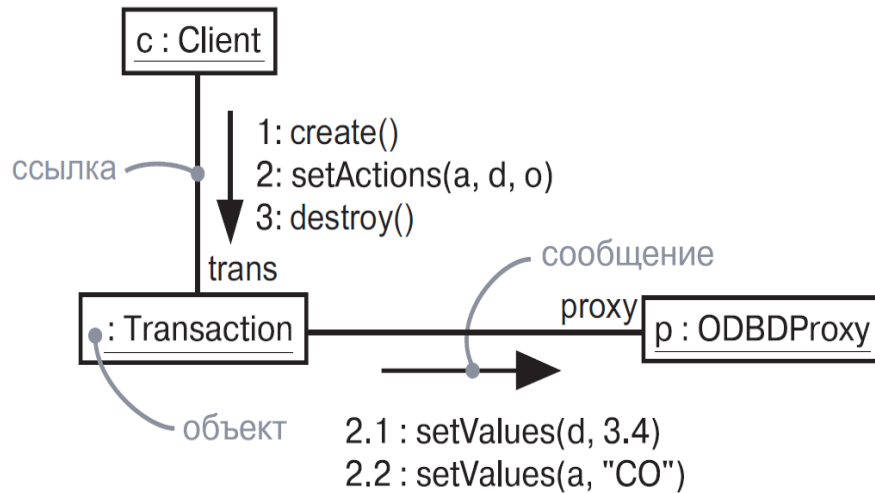 c : Client
1: create()
ссылка
2: setActions(a, d, o)
3: destroy()
trans
сообщение
proxy
: Transaction
p : ODBDProxy
объект
2.1 : setValues(d, 3.4)
2.2 : setValues(a, "CO")